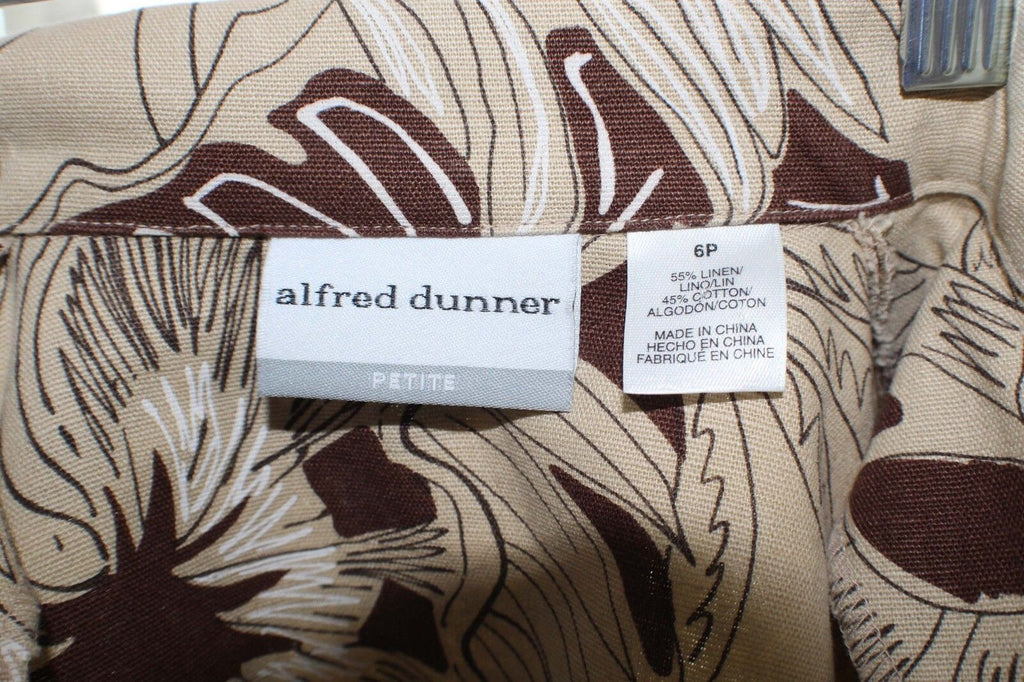 alfred dunner
PETITE
6P
55% LINEN/
LINO/LIN
45% COTTON/
ALGODÓN/COTON
MADE IN CHINA
HECHO EN CHINA
FABRIQUÉ EN CHINE